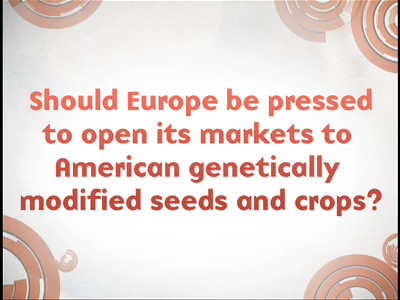 Should Europe be pressed
to open its markets to
American genetically
modified seeds and crops?